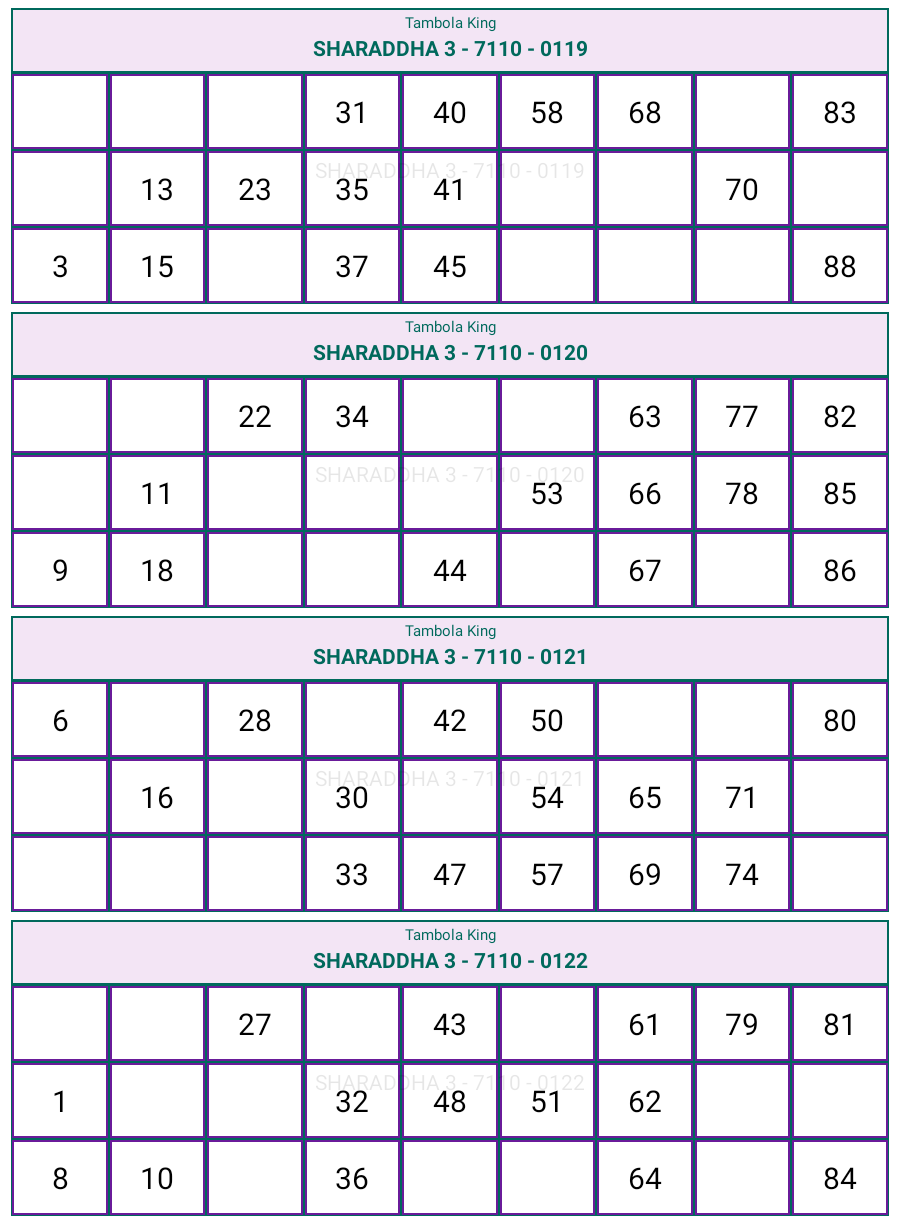 Tambola King
SHARADDHA 3 - 7110 - 0119
31 40 58 68 83
SHARADDHA 3 - 7110 - 0119
13 23 35 41 70
3 15 37 45 88
Tambola King
SHARADDHA 3 - 7110 - 0120
22 34 63 77 82
SHARADDHA 3 - 7110 - 0120
11 53 66 78 85
9 18 44 67 86
Tambola King
SHARADDHA 3 - 7110 - 0121
6 28 42 50 80
SHARADDHA 3 - 7110 - 0121
16 30 54 65 71
33 47 57 69 74
Tambola King
SHARADDHA 3 - 7110 - 0122
27 43 61 79 81
SHARADDHA 3 - 7110 - 0122
1 32 48 51 62
8 10 36 64 84